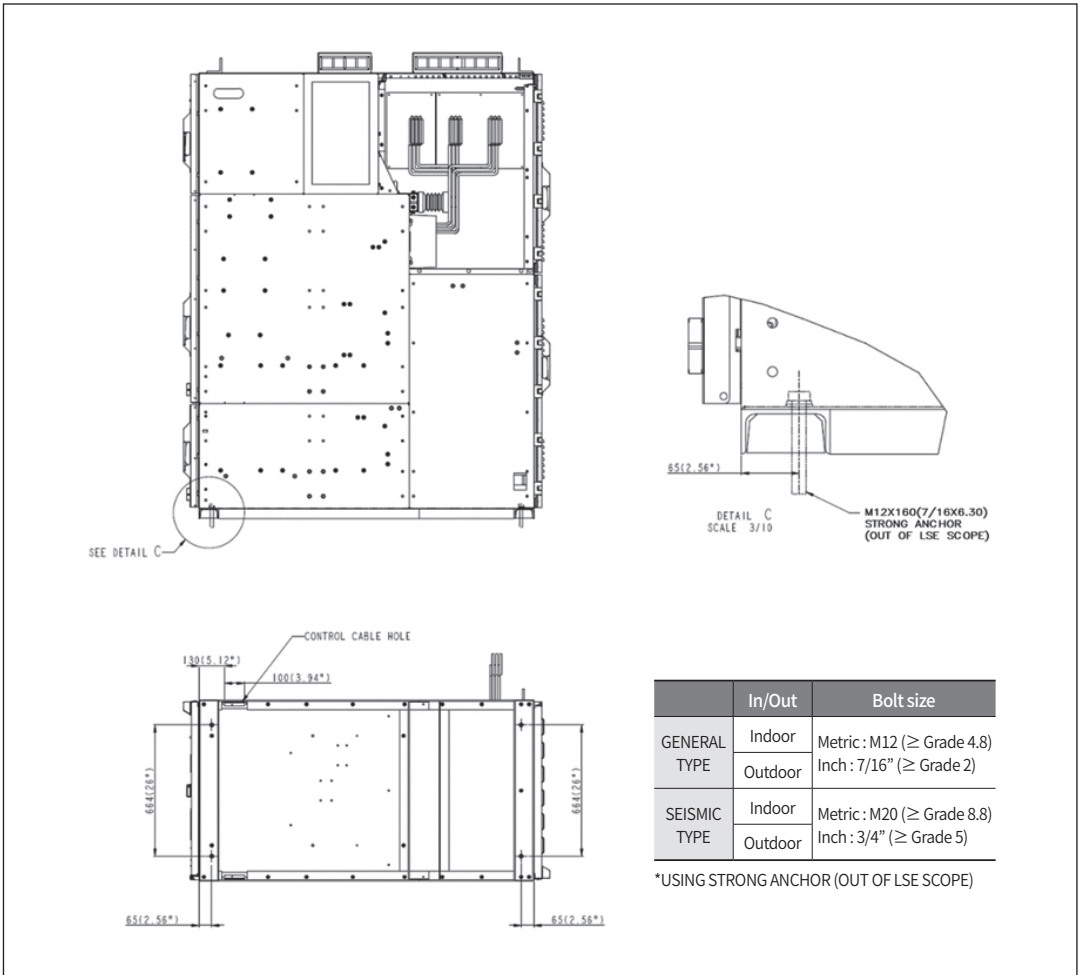 SEE DETAIL C
65(2.56")
DETAIL C
SCALE 3/10
M12X160(7/16X6.30)
STRONG ANCHOR
(OUT OF LSE SCOPE)
CONTROL CABLE HOLE
130(5.12")
100(3.94")
664(26")
664(26")
65(2.56")
65(2.56")
In/Out Bolt size
GENERAL TYPE Indoor Metric : M12 (≥ Grade 4.8)
Outdoor Inch : 7/16” (≥ Grade 2)
SEISMIC TYPE Indoor Metric : M20 (≥ Grade 8.8)
Outdoor Inch : 3/4” (≥ Grade 5)
*USING STRONG ANCHOR (OUT OF LSE SCOPE)